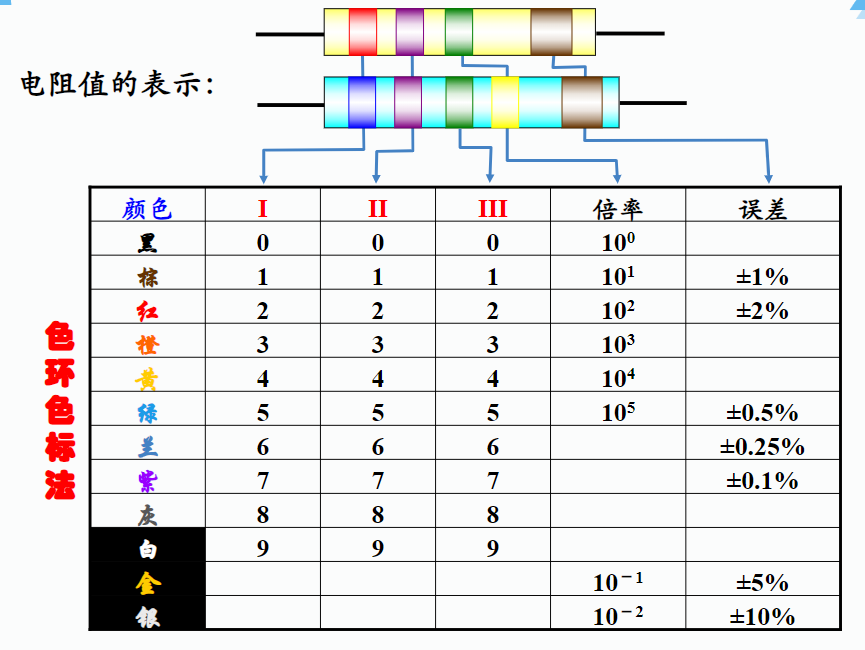 电阻值的表示：
颜色 I II III 倍率 误差
黑 0 0 0 10⁰
棕 1 1 1 10¹ ±1%
红 2 2 2 10² ±2%
橙 3 3 3 10³
黄 4 4 4 10⁴
绿 5 5 5 10⁵ ±0.5%
兰 6 6 6 ±0.25%
紫 7 7 7 ±0.1%
灰 8 8 8
白 9 9 9
金 10⁻¹ ±5%
银 10⁻² ±10%
色环色标法